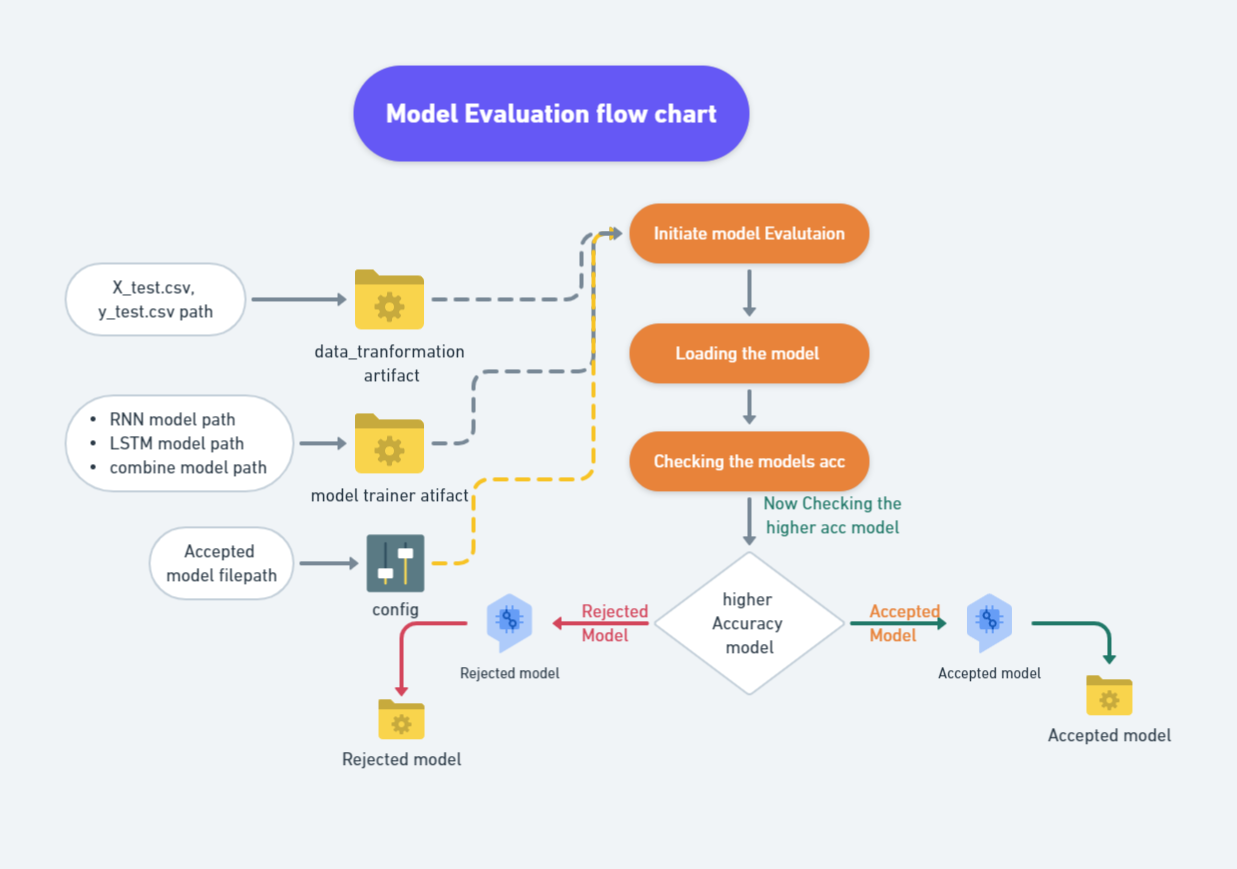 Model Evaluation flow chart
Initiate model Evalutaion
X_test.csv,
y_test.csv path
data_tranformation
artifact
Loading the model
• RNN model path
• LSTM model path
• combine model path
model trainer atifact
Checking the models acc
Now Checking the
higher acc model
Accepted
model filepath
config
higher
Accuracy
model
Rejected
Model
Accepted
Model
Rejected model
Accepted model
Rejected model
Accepted model